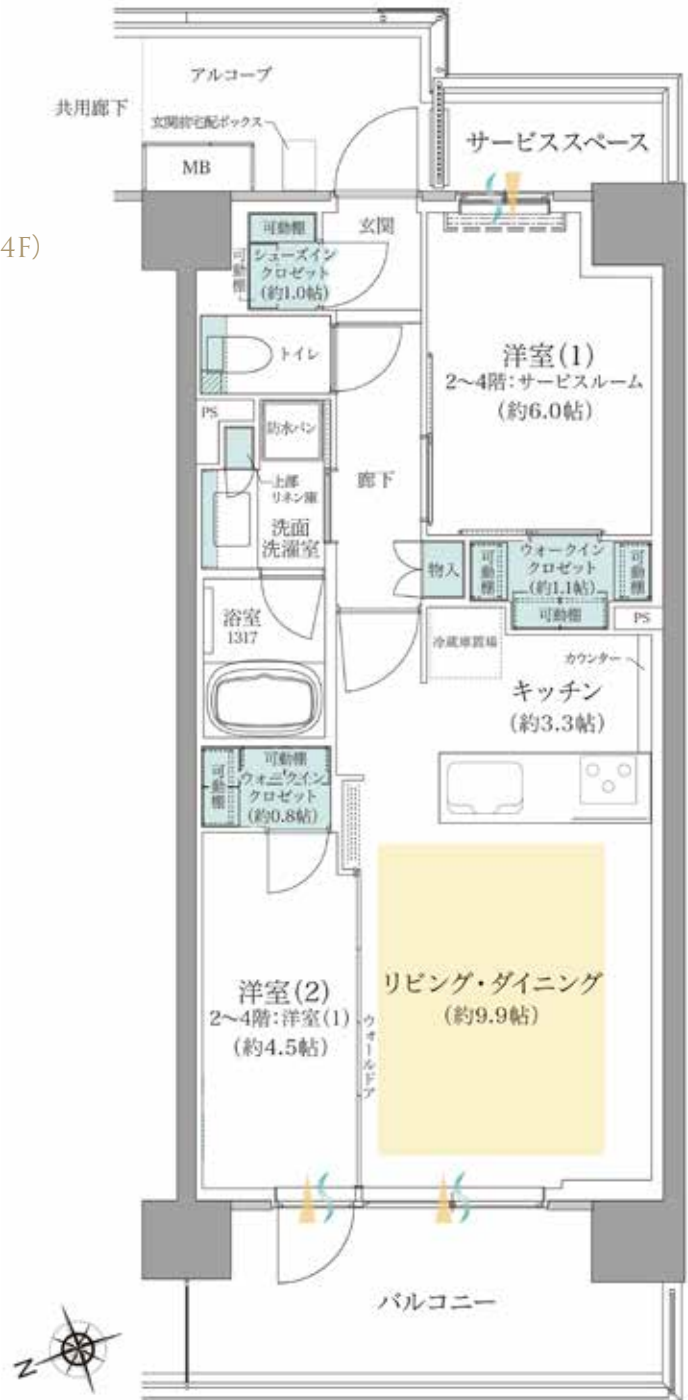 アルコーブ
共用廊下
玄関前宅配ボックス
MB
サービススペース
4F)
可動棚
玄関
可動棚
シューズイン
クロゼット
(約1.0帖)
トイレ
洋室(1)
2~4階:サービスルーム
(約6.0帖)
PS
防水パン
上部
リネン庫
廊下
洗面
洗濯室
物入
可動棚
ウォークイン
クロゼット
(約1.1帖)
可動棚
可動棚
PS
浴室
1317
冷蔵庫置場
カウンター
キッチン
(約3.3帖)
可動棚
可動棚
ウォークイン
クロゼット
(約0.8帖)
リビング・ダイニング
(約9.9帖)
洋室(2)
2~4階:洋室(1)
(約4.5帖)
ウォールドア
バルコニー
N